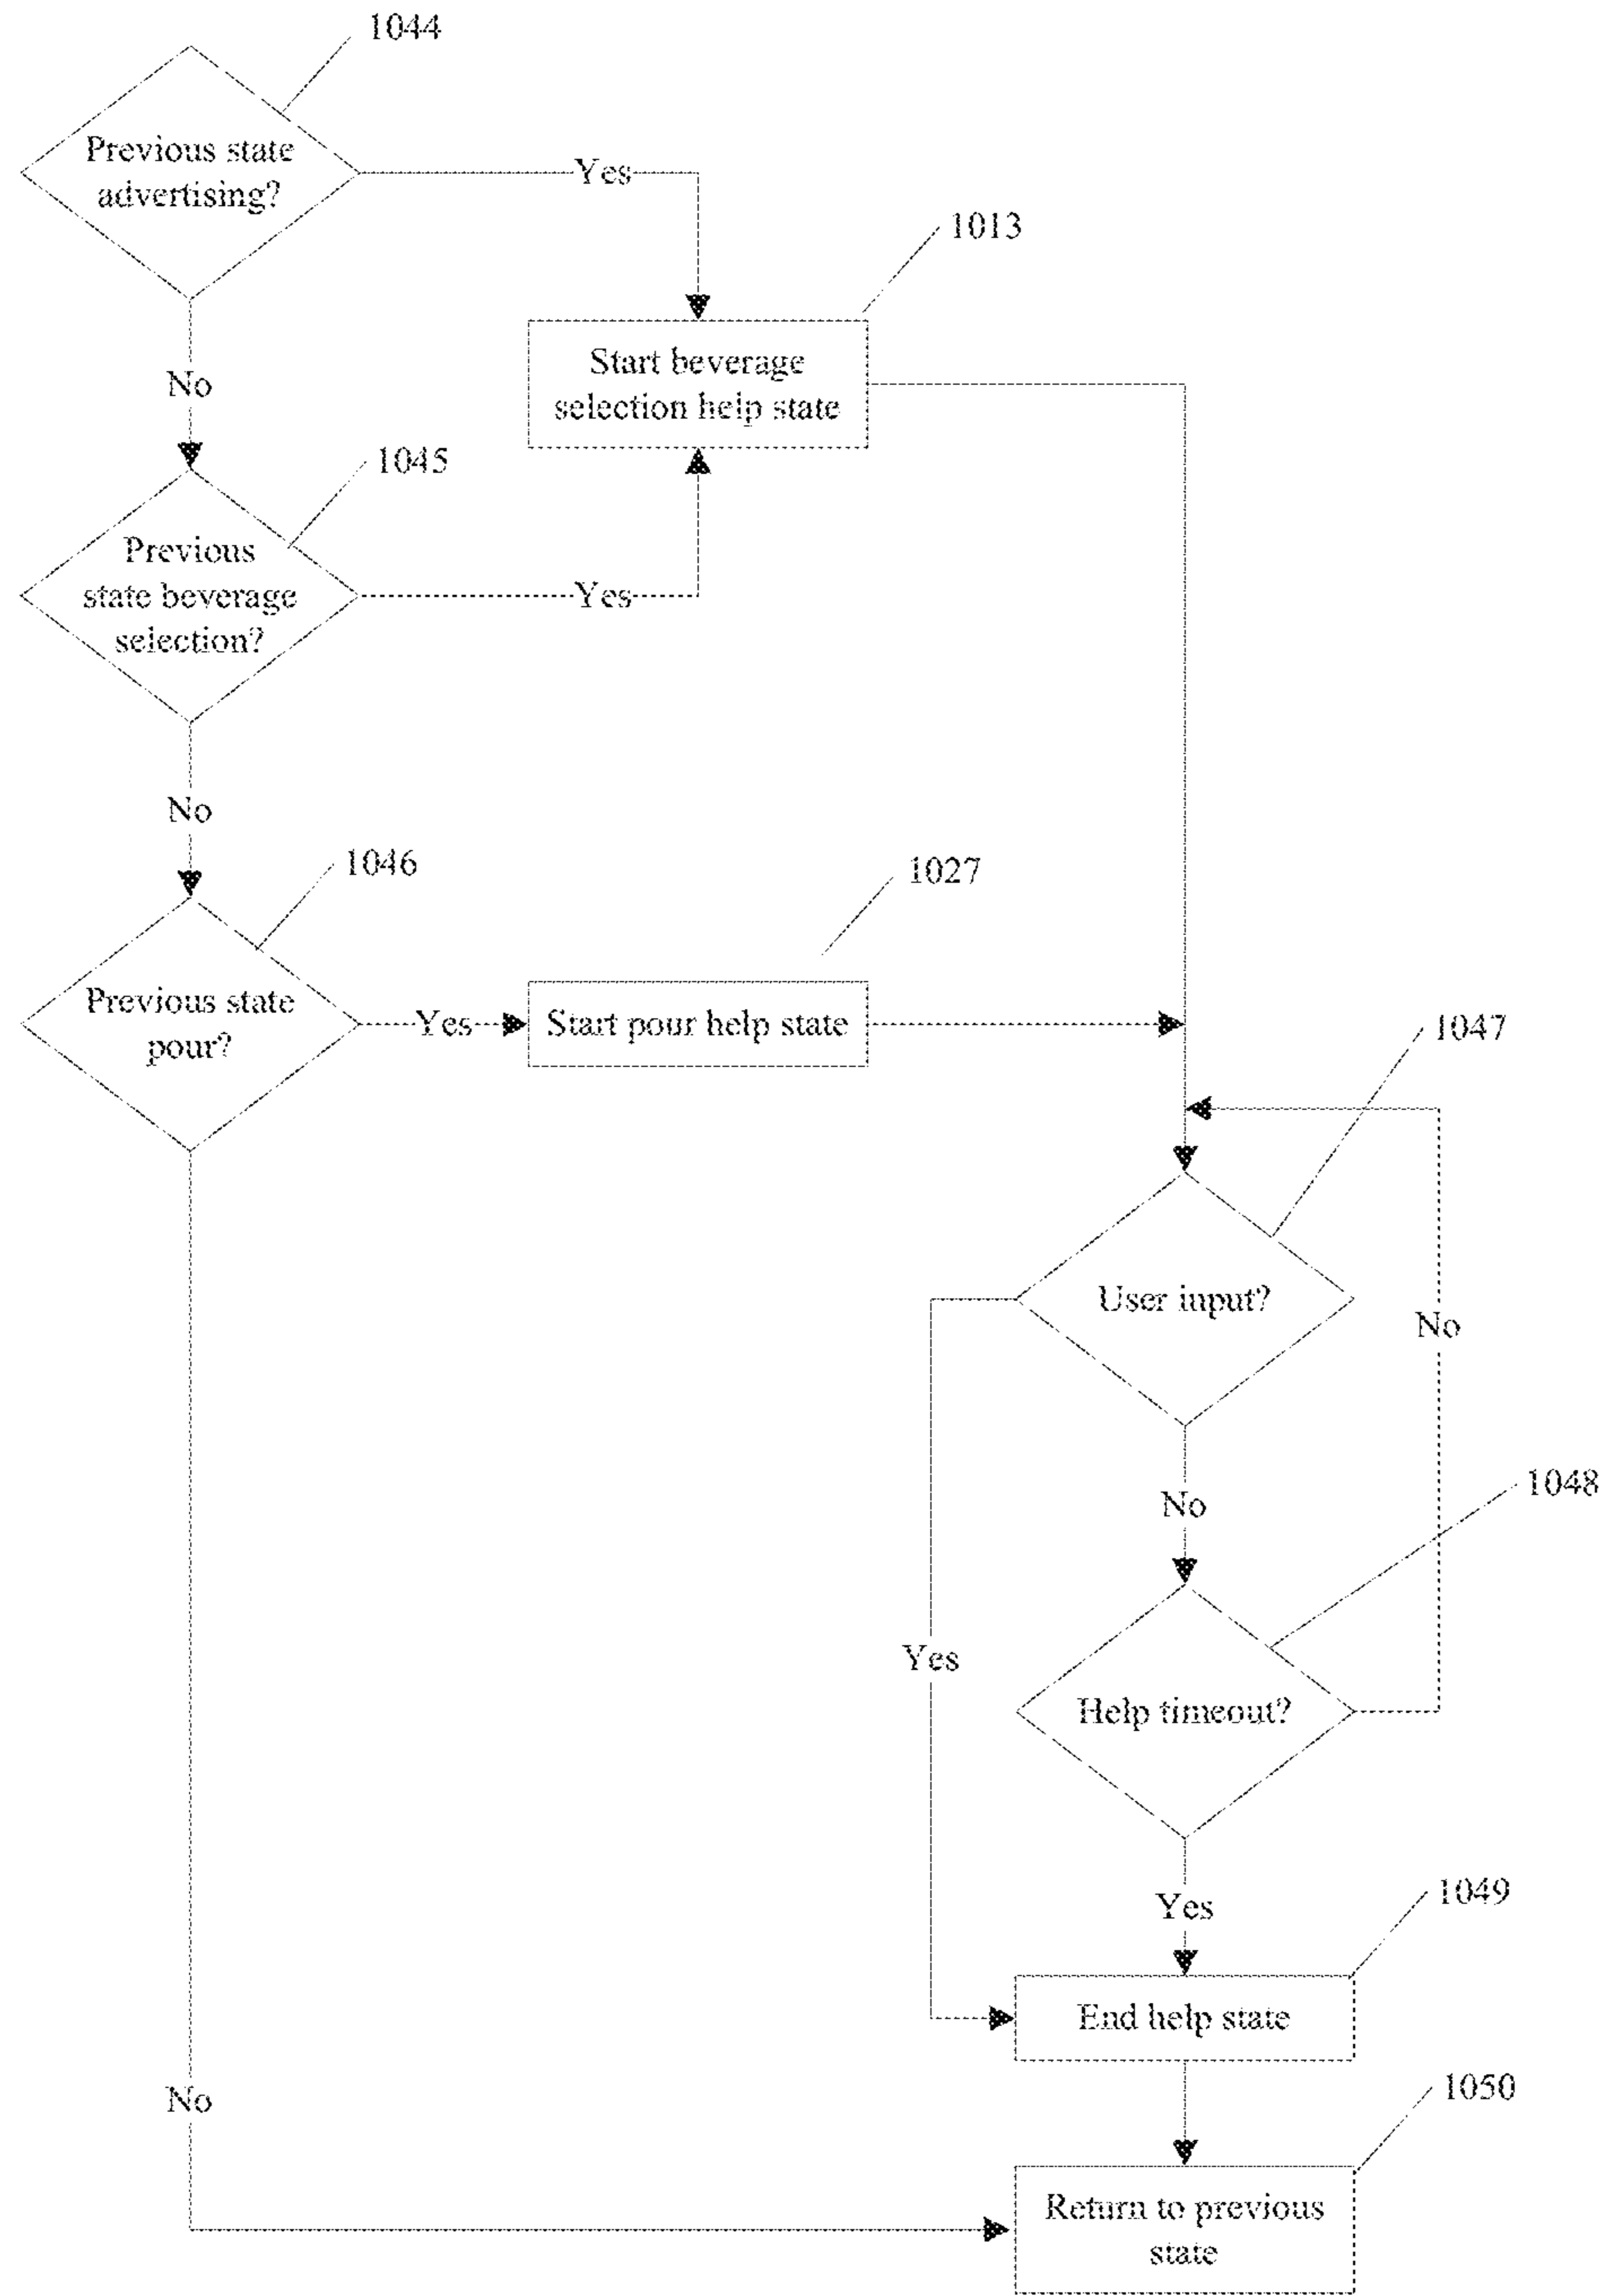 1044
Previous state
advertising?
Yes
1013
Start beverage
selection help state
No
1045
Previous
state beverage
selection?
Yes
No
1046
1027
Previous state
pour?
Yes
Start pour help state
1047
User input?
No
No
1048
Yes
Help timeout?
Yes
1049
End help state
No
1050
Return to previous
state